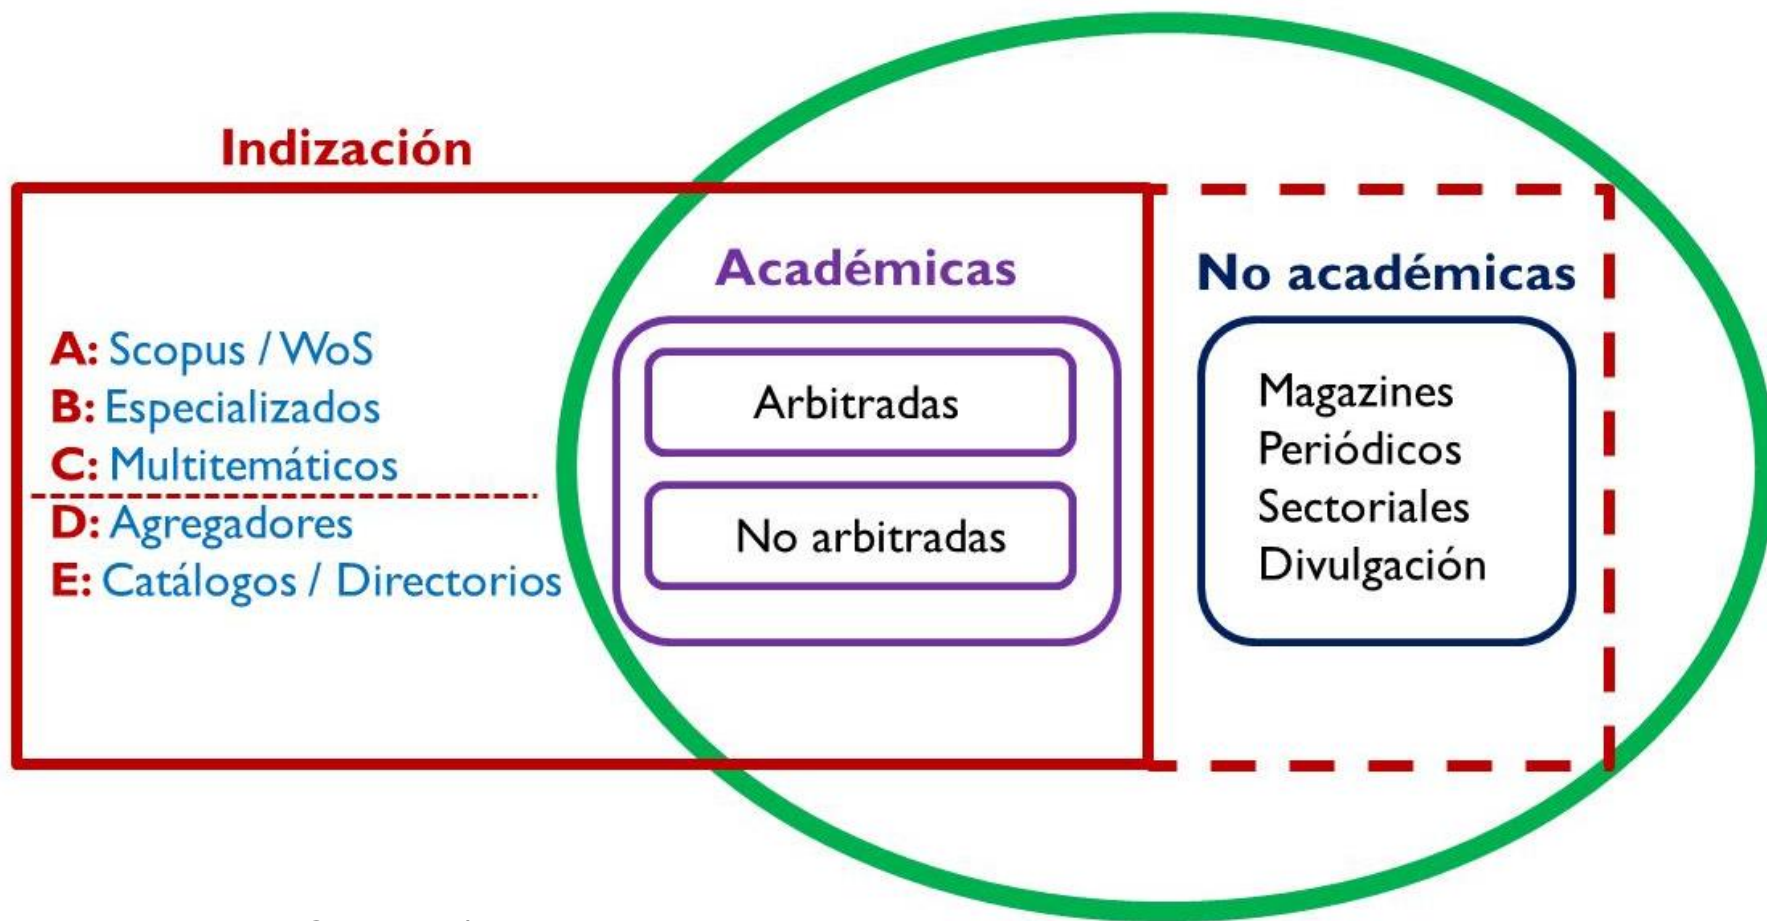 Indización
Académicas
No académicas
A: Scopus / WoS
B: Especializados
C: Multitemáticos
D: Agregadores
E: Catálogos / Directorios
Arbitradas
No arbitradas
Magazines
Periódicos
Sectoriales
Divulgación